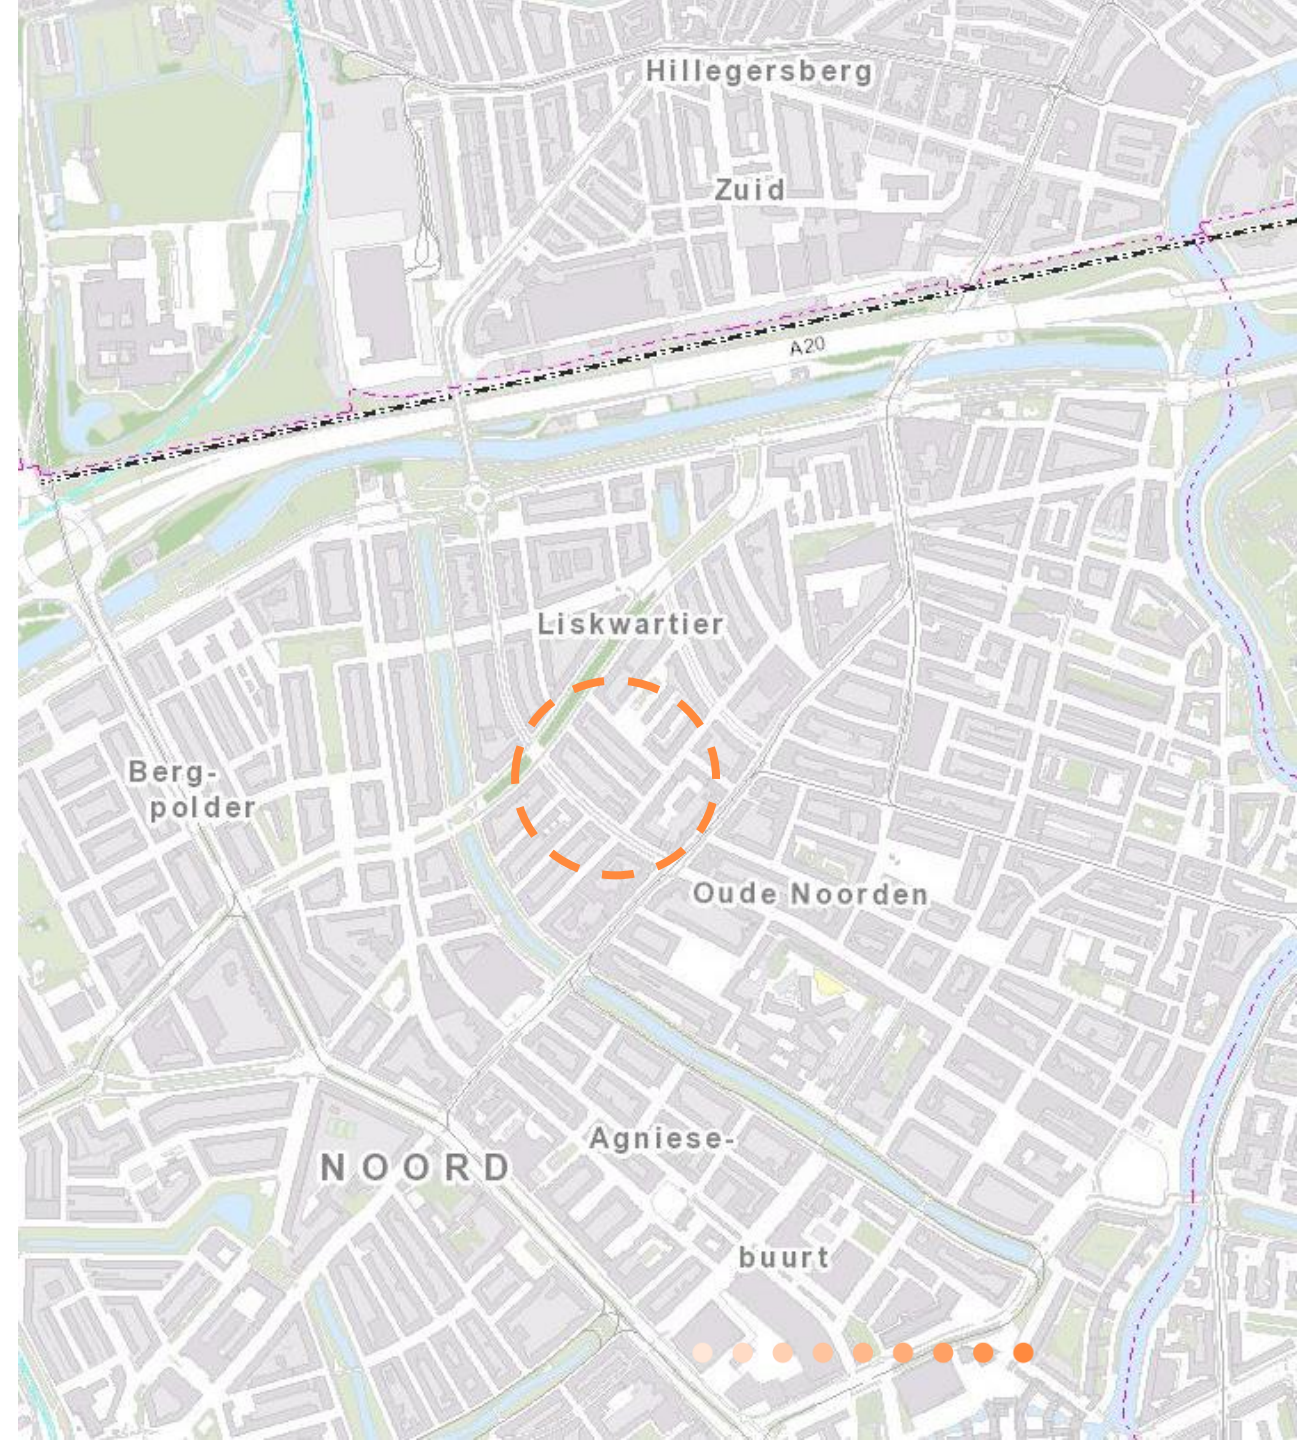 Hillegersberg
Zuid
A20
Liskwartier
Berg-
polder
Oude Noorden
Agniese-
NOORD
buurt